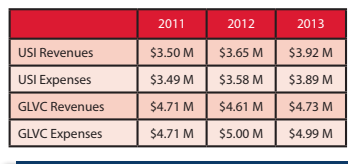 2011 2012 2013
USI Revenues $3.50 M $3.65 M $3.92 M
USI Expenses $3.49 M $3.58 M $3.89 M
GLVC Revenues $4.71 M $4.61 M $4.73 M
GLVC Expenses $4.71 M $5.00 M $4.99 M